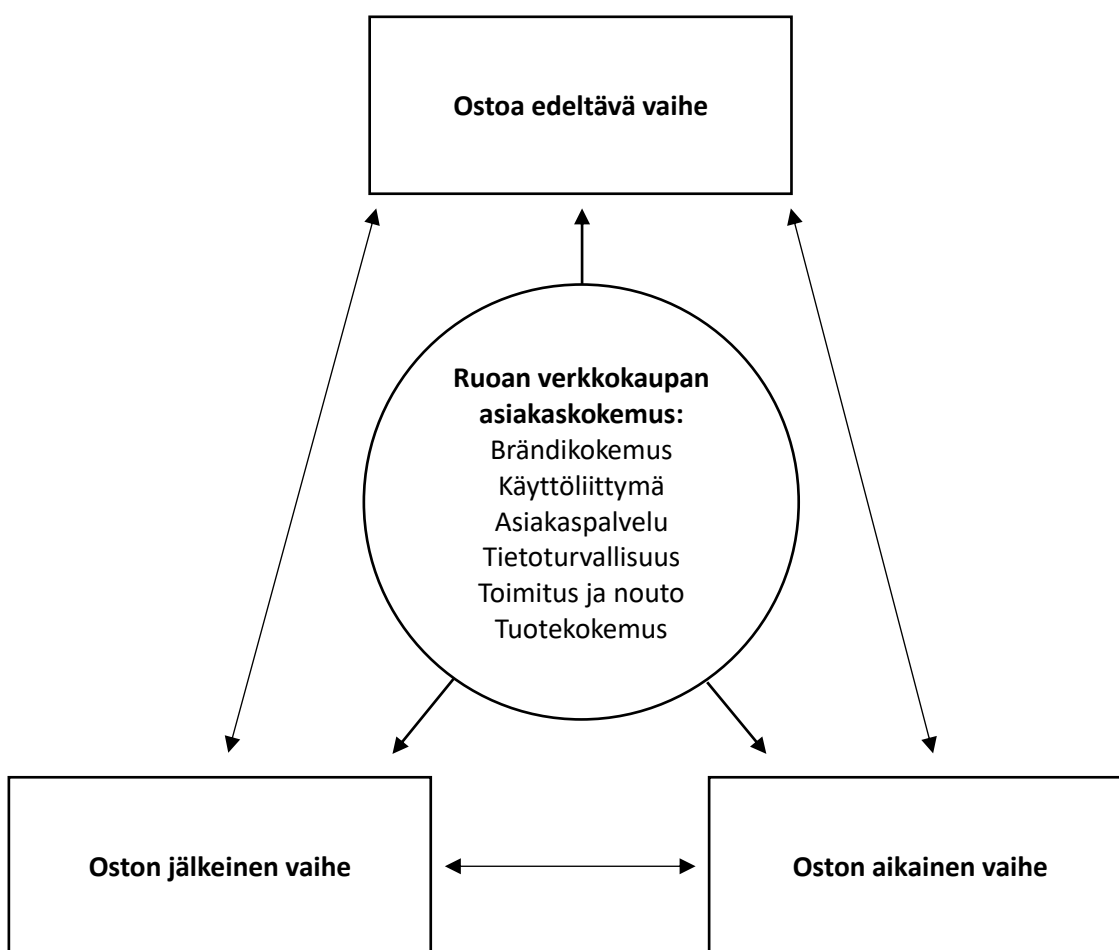 Ostoa edeltävä vaihe
Ruoan verkkokaupan
asiakaskokemus:
Brändikokemus
Käyttöliittymä
Asiakaspalvelu
Tietoturvallisuus
Toimitus ja nouto
Tuotekokemus
Oston jälkeinen vaihe
Oston aikainen vaihe